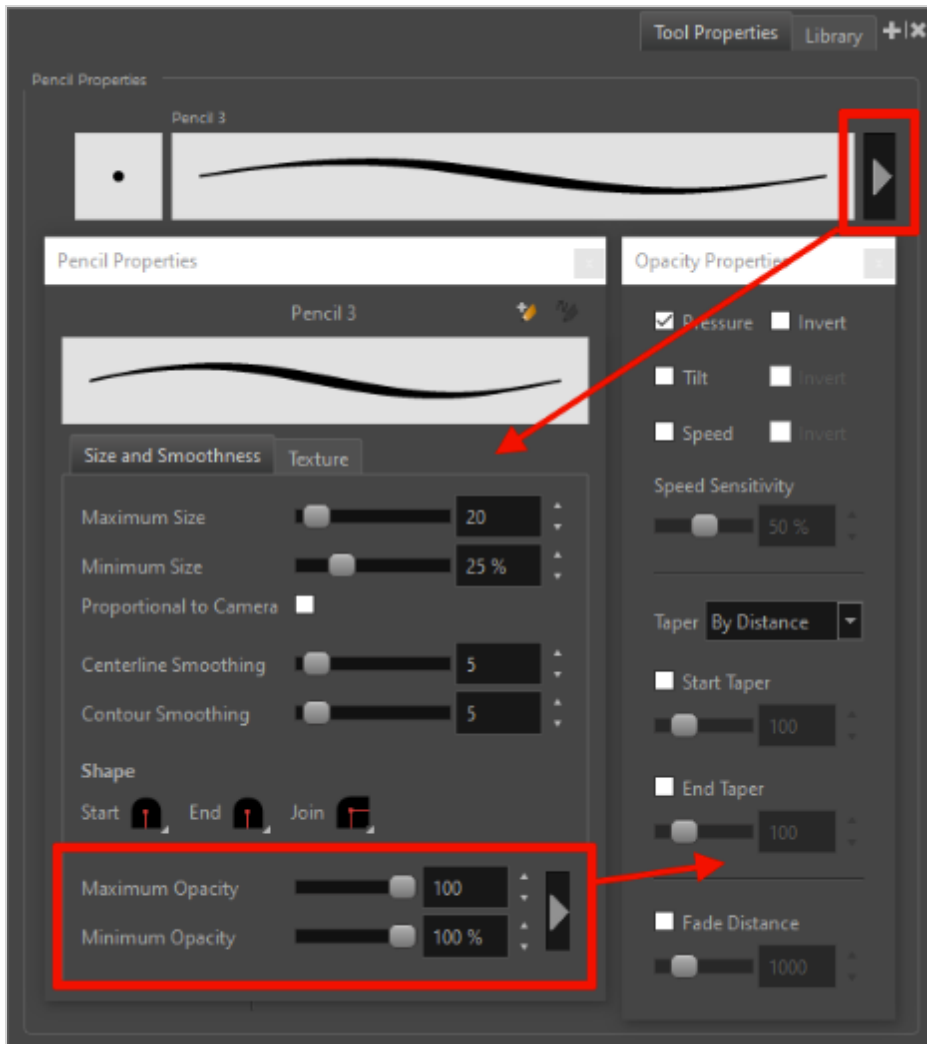 Tool Properties
Library
Pencil Properties
Pencil 3
Pencil Properties
Pencil 3
Size and Smoothness
Texture
Maximum Size 20
Minimum Size 25 %
Proportional to Camera
Centerline Smoothing 5
Contour Smoothing 5
Shape
Start End Join
Maximum Opacity 100
Minimum Opacity 100 %
Opacity Properties
Pressure Invert
Tilt Invert
Speed Invert
Speed Sensitivity
50 %
Taper By Distance
Start Taper
100
End Taper
100
Fade Distance
1000